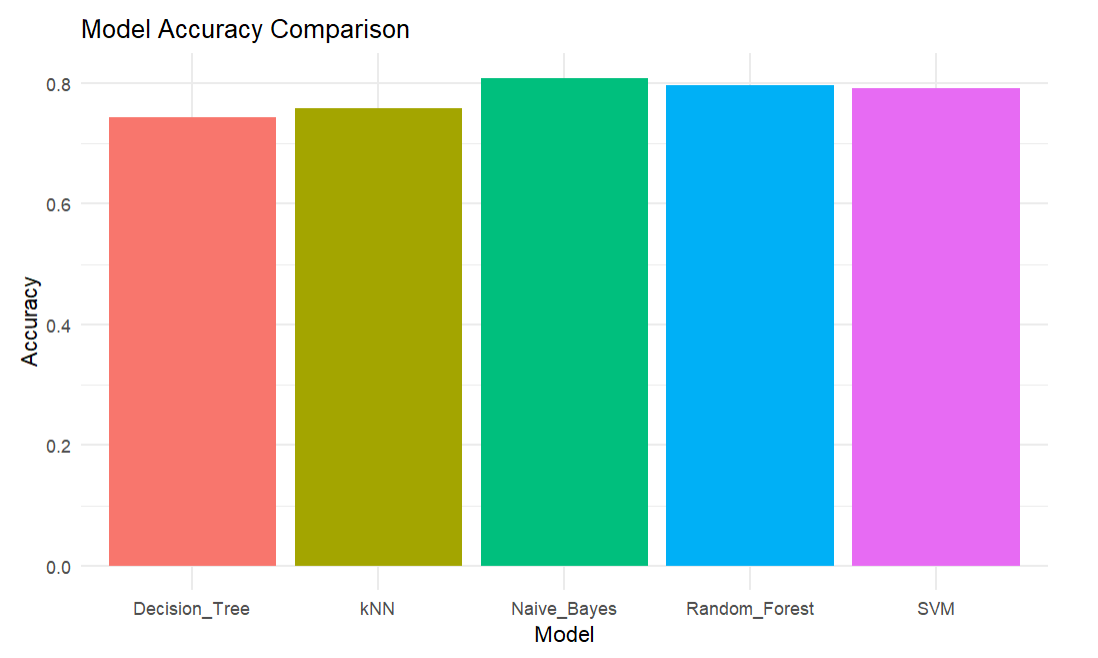 Model Accuracy Comparison
Accuracy
0.8
0.6
0.4
0.2
0.0
Decision_Tree kNN Naive_Bayes Random_Forest SVM
Model